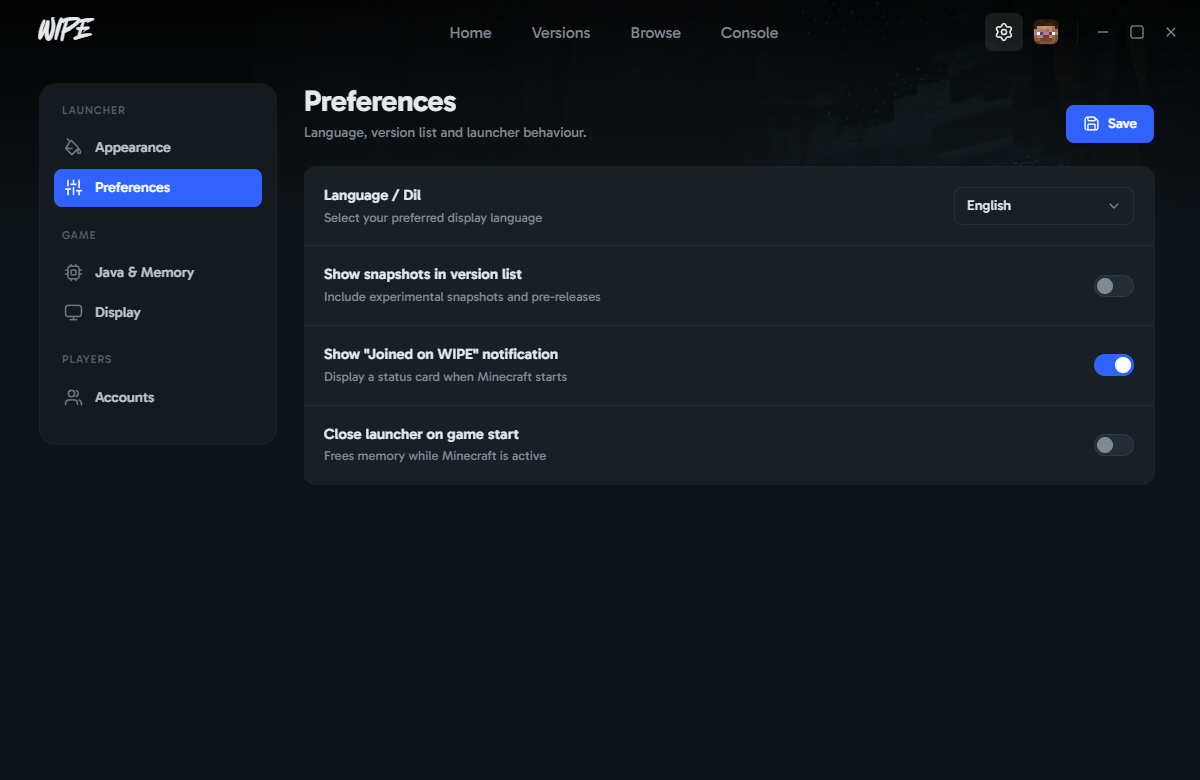 WIPE
Home
Versions
Browse
Console
LAUNCHER
Appearance
Preferences
GAME
Java & Memory
Display
PLAYERS
Accounts
Preferences
Language, version list and launcher behaviour.
Save
Language / Dil
Select your preferred display language
English
Show snapshots in version list
Include experimental snapshots and pre-releases
Show "Joined on WIPE" notification
Display a status card when Minecraft starts
Close launcher on game start
Frees memory while Minecraft is active